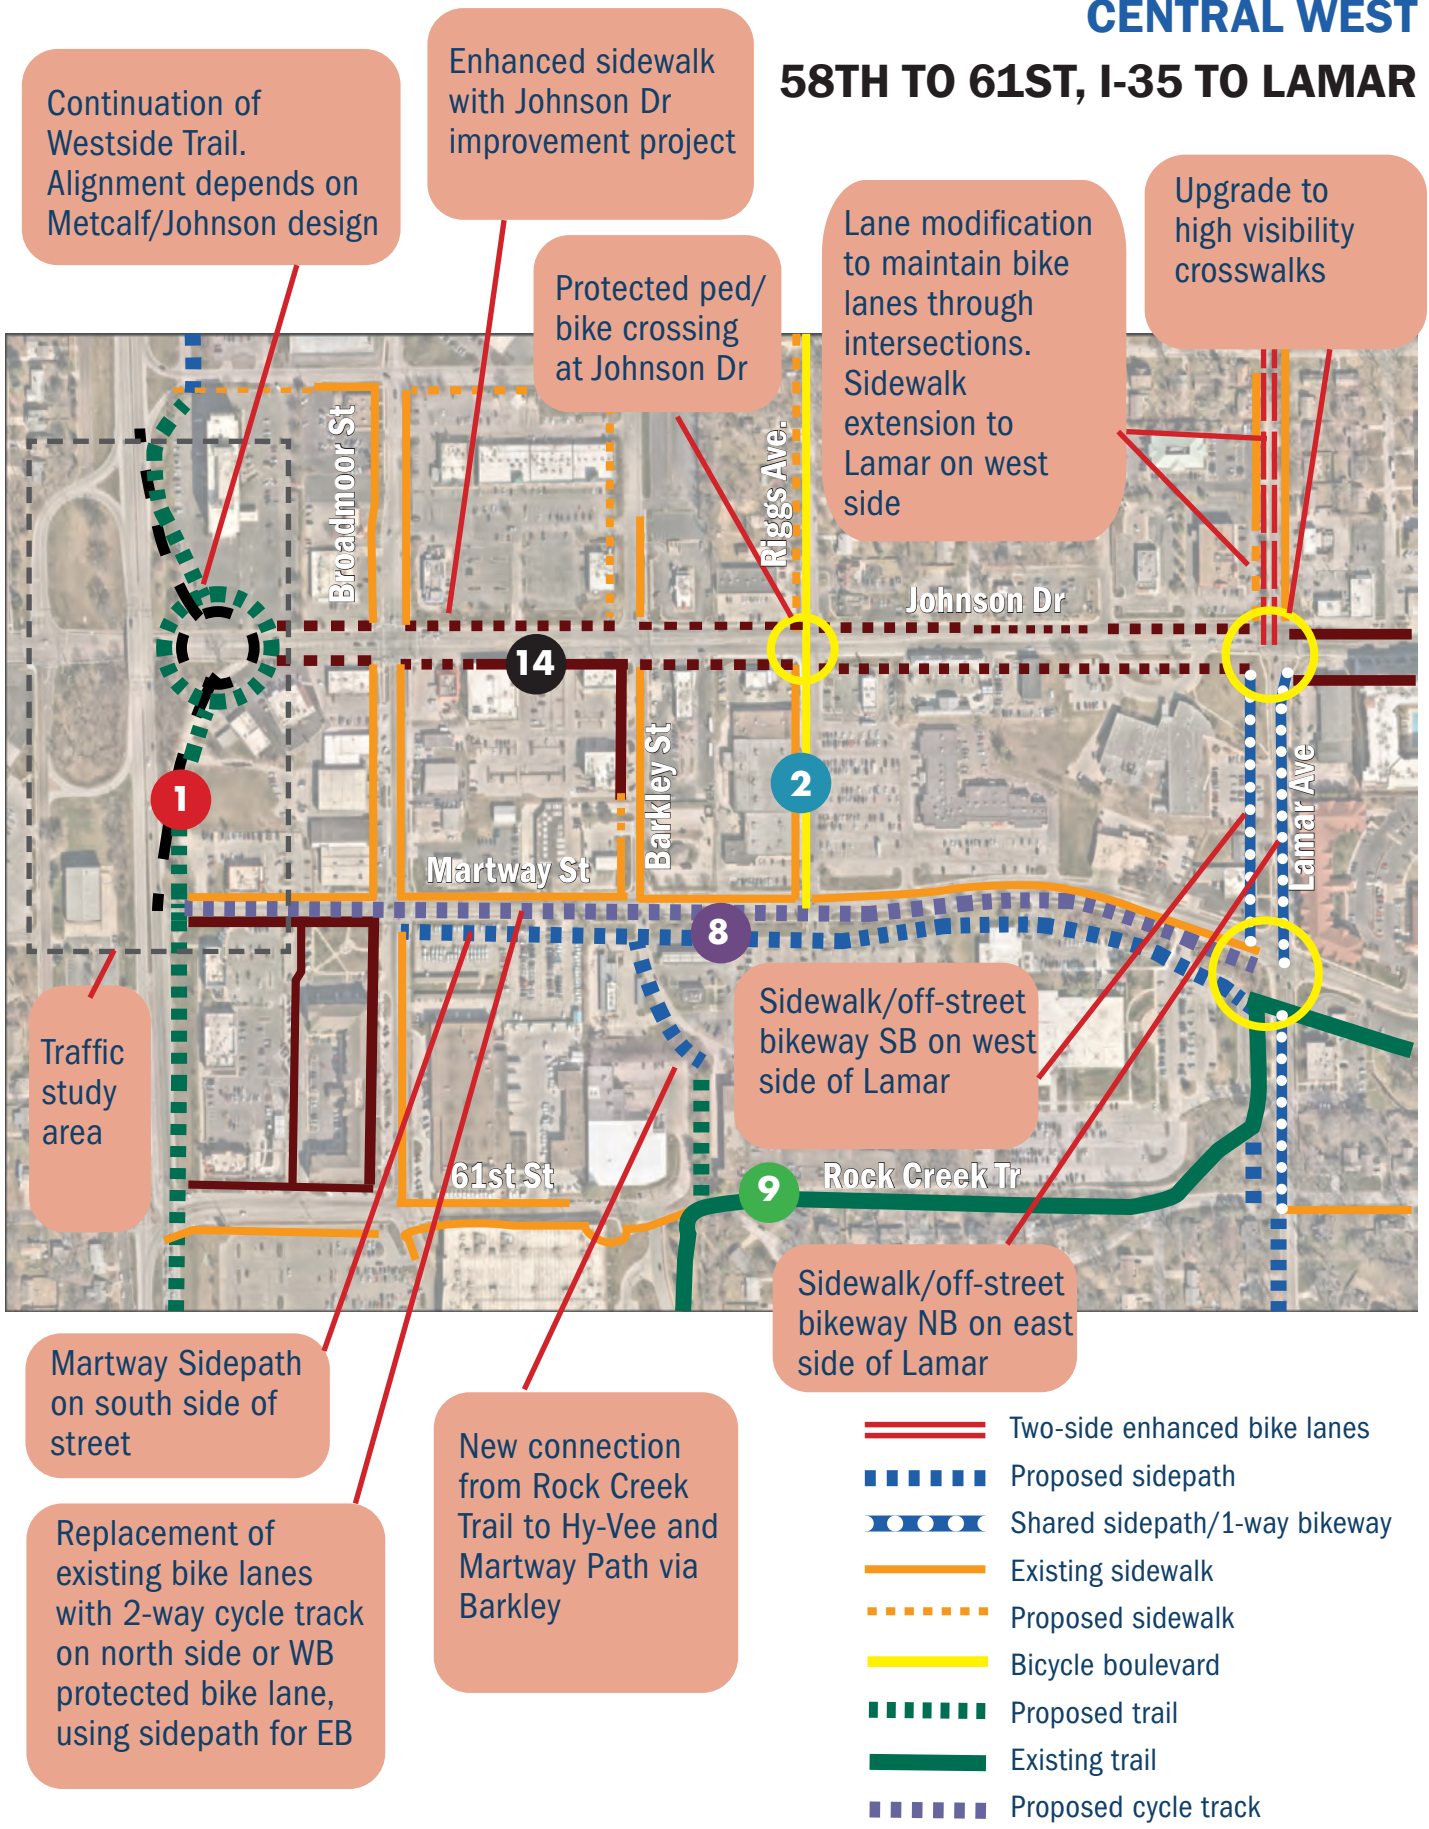 CENTRAL WEST
58TH TO 61ST, I-35 TO LAMAR
Continuation of
Westside Trail.
Alignment depends on
Metcalf/Johnson design
Enhanced sidewalk
with Johnson Dr
improvement project
Protected ped/
bike crossing
at Johnson Dr
Lane modification
to maintain bike
lanes through
intersections.
Sidewalk
extension to
Lamar on west
side
Upgrade to
high visibility
crosswalks
Broadmoor St
Riggs Ave.
Johnson Dr
14
1
Barkley St
2
Lamar Ave
Martway St
8
Traffic
study
area
Sidewalk/off-street
bikeway SB on west
side of Lamar
61st St
9
Rock Creek Tr
Sidewalk/off-street
bikeway NB on east
side of Lamar
Martway Sidepath
on south side of
street
Replacement of
existing bike lanes
with 2-way cycle track
on north side or WB
protected bike lane,
using sidepath for EB
New connection
from Rock Creek
Trail to Hy-Vee and
Martway Path via
Barkley
Two-side enhanced bike lanes
Proposed sidepath
Shared sidepath/1-way bikeway
Existing sidewalk
Proposed sidewalk
Bicycle boulevard
Proposed trail
Existing trail
Proposed cycle track